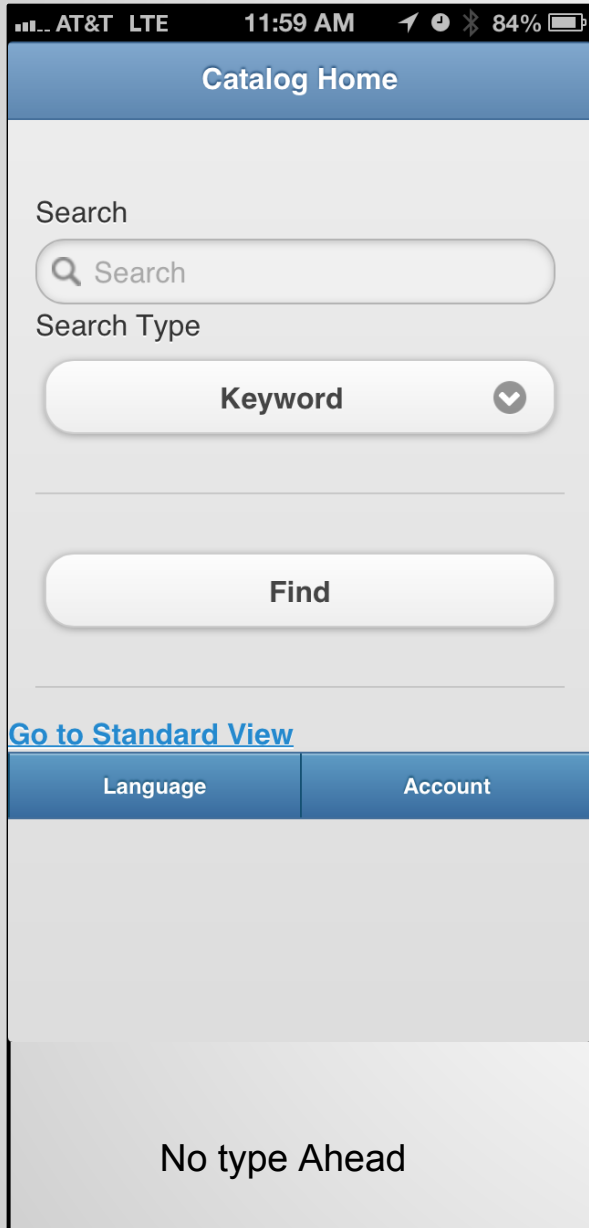 AT&T LTE 11:59 AM 84%
Catalog Home
Search
Search
Search Type
Keyword
Find
Go to Standard View
Language Account
No type Ahead